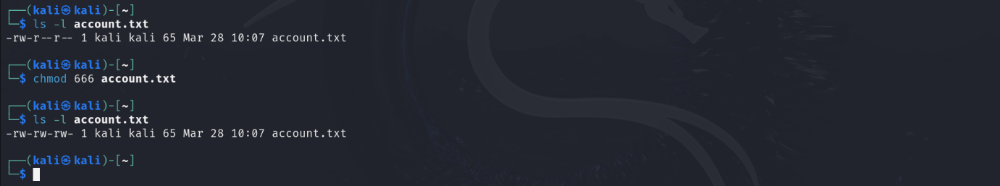 ┌──(kali㉿kali)-[~]
└─$ ls -l account.txt
-rw-r--r-- 1 kali kali 65 Mar 28 10:07 account.txt
┌──(kali㉿kali)-[~]
└─$ chmod 666 account.txt
┌──(kali㉿kali)-[~]
└─$ ls -l account.txt
-rw-rw-rw- 1 kali kali 65 Mar 28 10:07 account.txt
┌──(kali㉿kali)-[~]
└─$